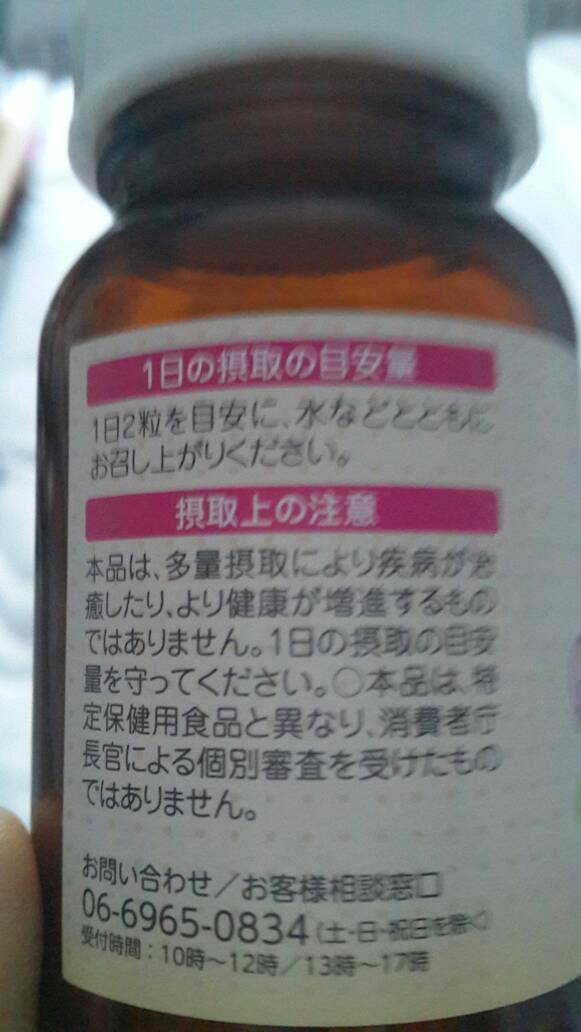 1日の摂取の目安量
1日2粒を目安に、水などとともに
お召し上がりください。
摂取上の注意
本品は、多量摂取により疾病が治
癒したり、より健康が増進するもの
ではありません。1日の摂取の目安
量を守ってください。○本品は、特
定保健用食品と異なり、消費者庁
長官による個別審査を受けたもの
ではありません。
お問い合わせ/お客様相談窓口
06-6965-0834(土・日・祝日を除く)
受付時間:10時〜12時/13時〜17時